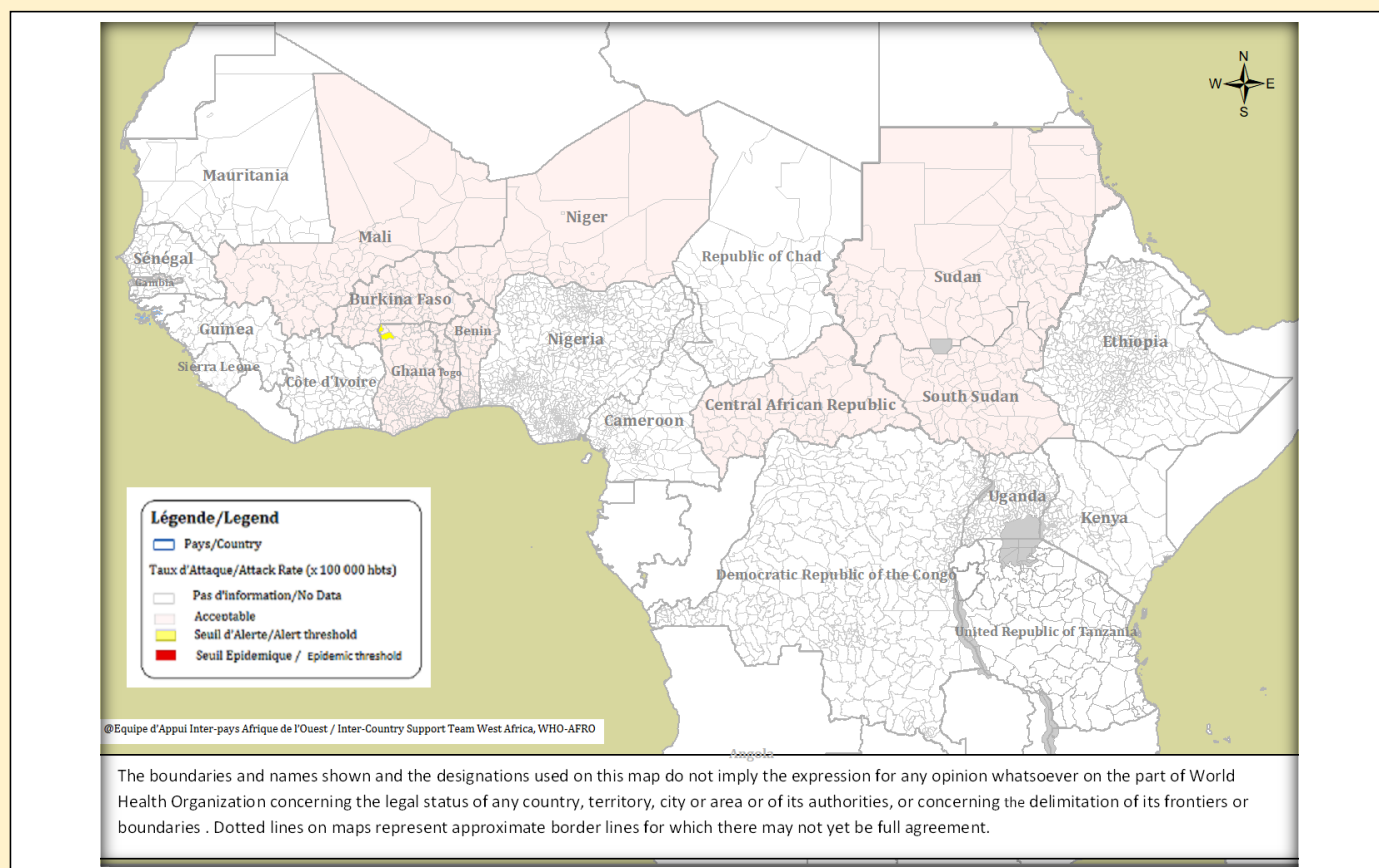 N
W E
S
Mauritania
Mali
Niger
Sénégal
Gambia
Republic of Chad
Sudan
Burkina Faso
Guinea
Benin
Nigeria
Ethiopia
Sierra Leone
Côte d'Ivoire
Ghana
Togo
Cameroon
Central African Republic
South Sudan
Uganda
Kenya
Democratic Republic of the Congo
United Republic of Tanzania
Angola
Légende/Legend
Pays/Country
Taux d'Attaque/Attack Rate (x 100 000 hbts)
Pas d'information/No Data
Acceptable
Seuil d'Alerte/Alert threshold
Seuil Epidemique / Epidemic threshold
@Equipe d'Appui Inter-pays Afrique de l'Ouest / Inter-Country Support Team West Africa, WHO-AFRO
The boundaries and names shown and the designations used on this map do not imply the expression for any opinion whatsoever on the part of World
Health Organization concerning the legal status of any country, territory, city or area or of its authorities, or concerning the delimitation of its frontiers or
boundaries . Dotted lines on maps represent approximate border lines for which there may not yet be full agreement.